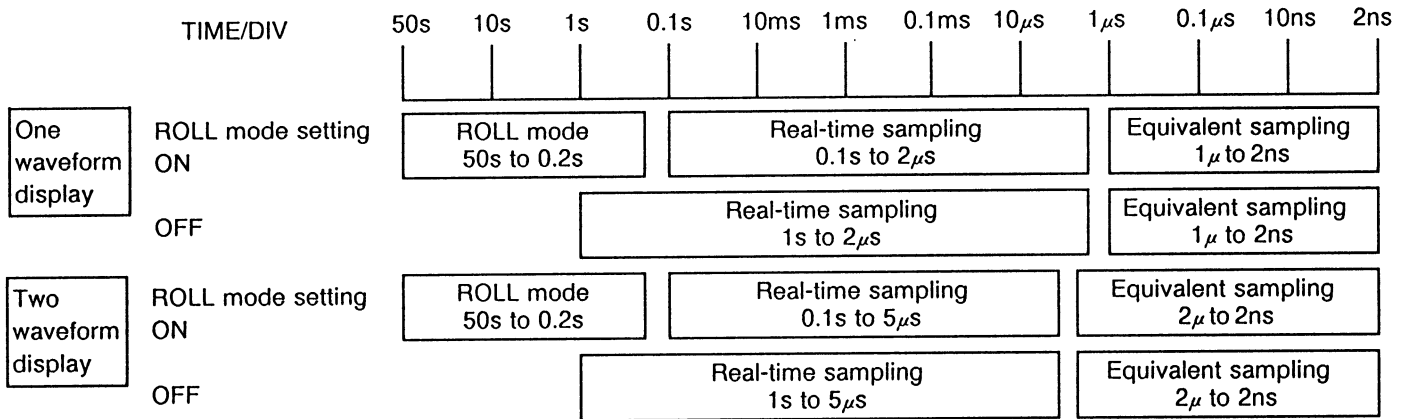 TIME/DIV 50s 10s 1s 0.1s 10ms 1ms 0.1ms 10μs 1μs 0.1μs 10ns 2ns
One waveform display
ROLL mode setting ON
ROLL mode
50s to 0.2s
Real-time sampling
0.1s to 2μs
Equivalent sampling
1μ to 2ns
OFF
Real-time sampling
1s to 2μs
Equivalent sampling
1μ to 2ns
Two waveform display
ROLL mode setting ON
ROLL mode
50s to 0.2s
Real-time sampling
0.1s to 5μs
Equivalent sampling
2μ to 2ns
OFF
Real-time sampling
1s to 5μs
Equivalent sampling
2μ to 2ns